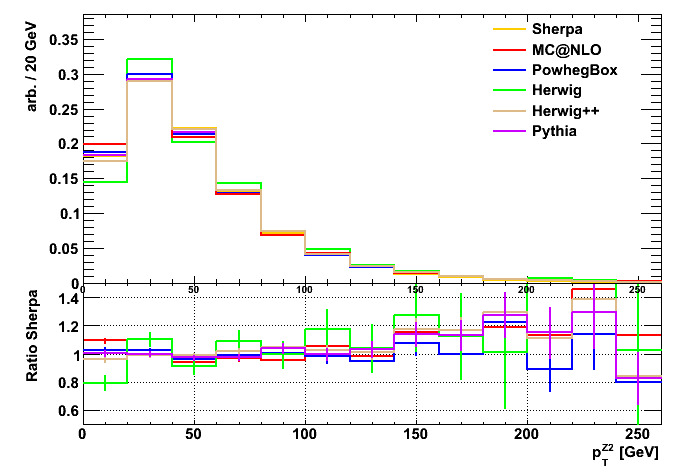 arb. / 20 GeV
0.35
0.3
0.25
0.2
0.15
0.1
0.05
0
Sherpa
MC@NLO
PowhegBox
Herwig
Herwig++
Pythia
0 50 100 150 200 250
Ratio Sherpa
1.4
1.2
1
0.8
0.6
0 50 100 150 200 250
p_T^Z2 [GeV]